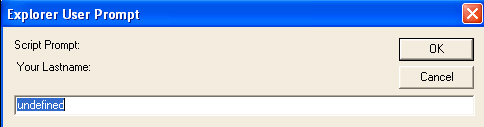 Explorer User Prompt
Script Prompt:
OK
Your Lastname:
Cancel
undefined